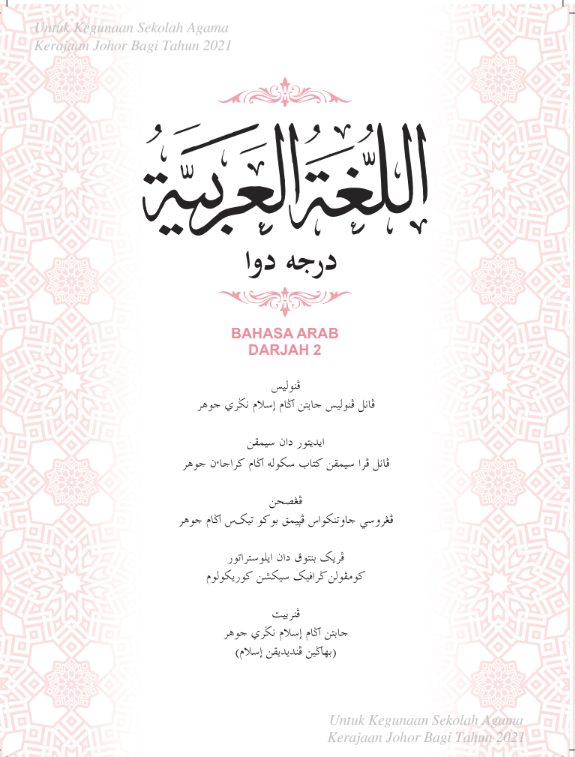 Untuk Kegunaan Sekolah Agama
Kerajaan Johor Bagi Tahun 2021
اللُّغَةُ الْعَرَبِيَّةُ
درجه دوا
BAHASA ARAB
DARJAH 2
ڤنوليس
ڤانل ڤنوليس جابتن اݢام إسلام نݢري جوهر
ايديتور دان سيمقن
ڤانل ڤرا سيمقن كتاب سكوله اݢام كراجاءن جوهر
ڤڠصحن
ڤڠروسي جاوتنكواس ڤپيمق بوكو تيكس اݢام جوهر
ڤريک بنتوق دان ايلوستراتور
كومڤولن ݢرافيک سيكشن كوريكولوم
ڤنربيت
جابتن اݢام إسلام نݢري جوهر
(بهاݢين ڤنديديقن إسلام)
Untuk Kegunaan Sekolah Agama
Kerajaan Johor Bagi Tahun 2021